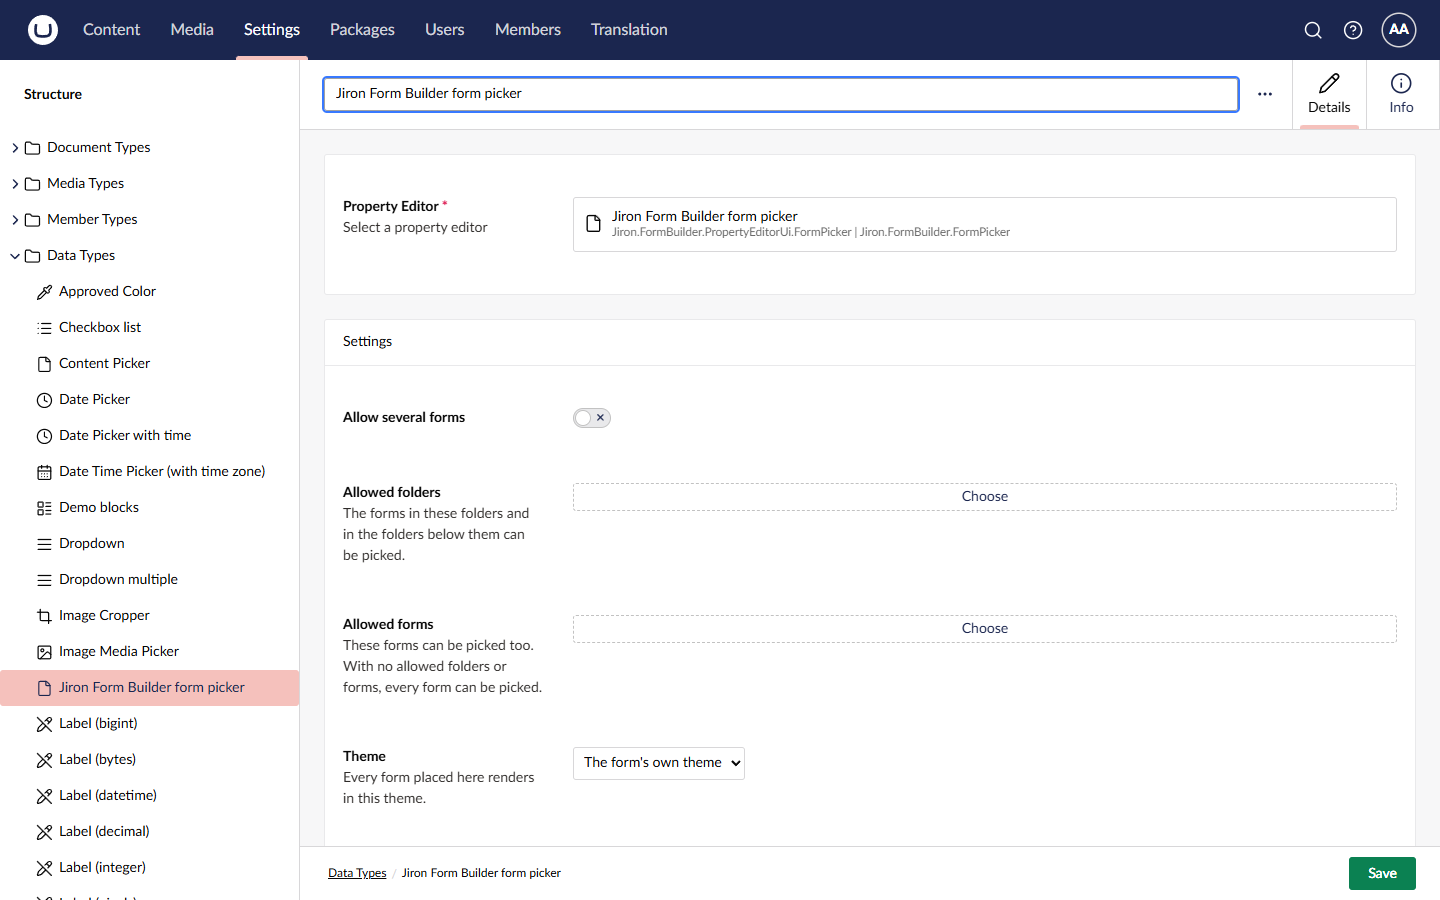 Content
Media
Settings
Packages
Users
Members
Translation
AA
Structure
Document Types
Media Types
Member Types
Data Types
Approved Color
Checkbox list
Content Picker
Date Picker
Date Picker with time
Date Time Picker (with time zone)
Demo blocks
Dropdown
Dropdown multiple
Image Cropper
Image Media Picker
Jiron Form Builder form picker
Label (bigint)
Label (bytes)
Label (datetime)
Label (decimal)
Label (integer)
Jiron Form Builder form picker
Details
Info
Property Editor *
Select a property editor
Jiron Form Builder form picker
Jiron.FormBuilder.PropertyEditorUi.FormPicker | Jiron.FormBuilder.FormPicker
Settings
Allow several forms
Allowed folders
The forms in these folders and
in the folders below them can
be picked.
Choose
Allowed forms
These forms can be picked too.
With no allowed folders or
forms, every form can be picked.
Choose
Theme
Every form placed here renders
in this theme.
The form's own theme
Data Types / Jiron Form Builder form picker
Save